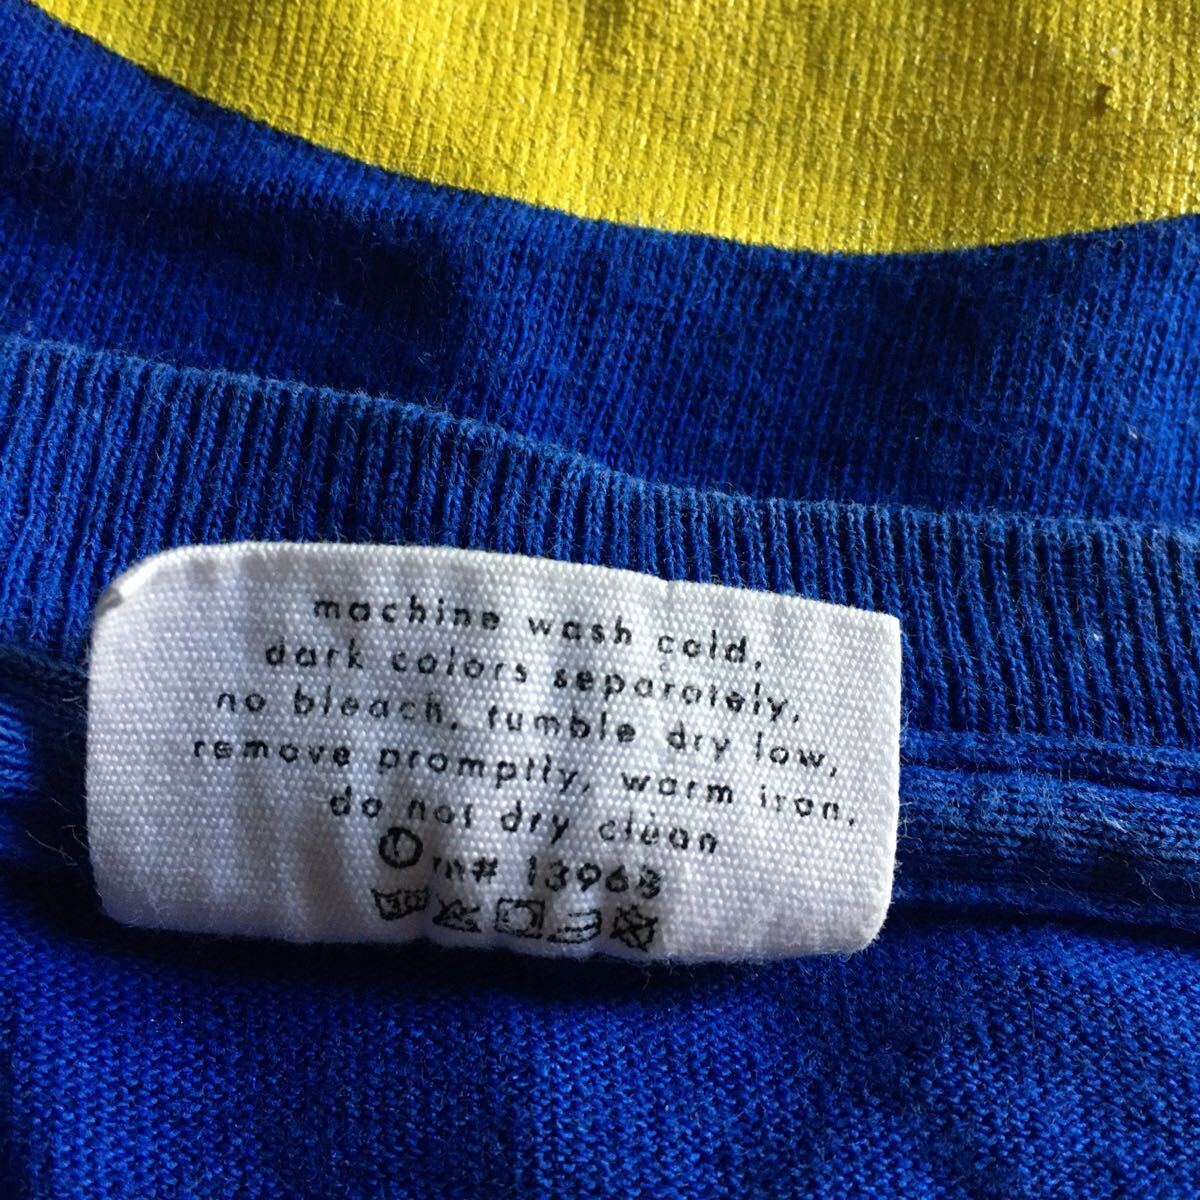 machine wash cold,
dark colors separately,
no bleach, tumble dry low,
remove promptly, warm iron,
do not dry clean
rn# 13968